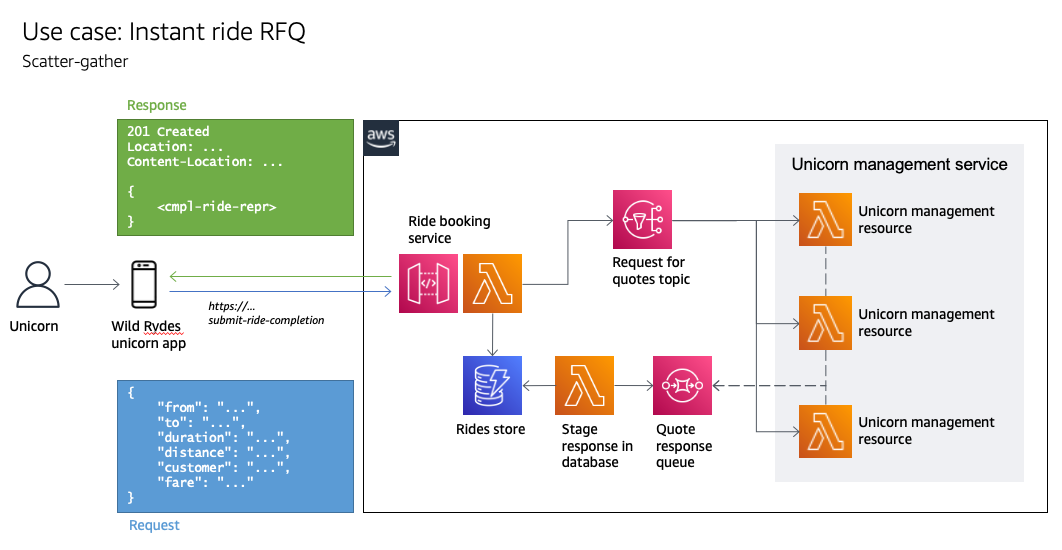 Use case: Instant ride RFQ
Scatter-gather
Response
201 Created
Location: ...
Content-Location: ...
{
<cmpl-ride-repr>
}
aws
Unicorn management service
Ride booking
service
</>
Request for
quotes topic
Unicorn management
resource
Unicorn management
resource
Unicorn management
resource
Unicorn
Wild Rydes
unicorn app
https://...
submit-ride-completion
Rides store
Stage
response in
database
Quote
response
queue
{
"from": "...",
"to": "...",
"duration": "...",
"distance": "...",
"customer": "...",
"fare": "..."
}
Request